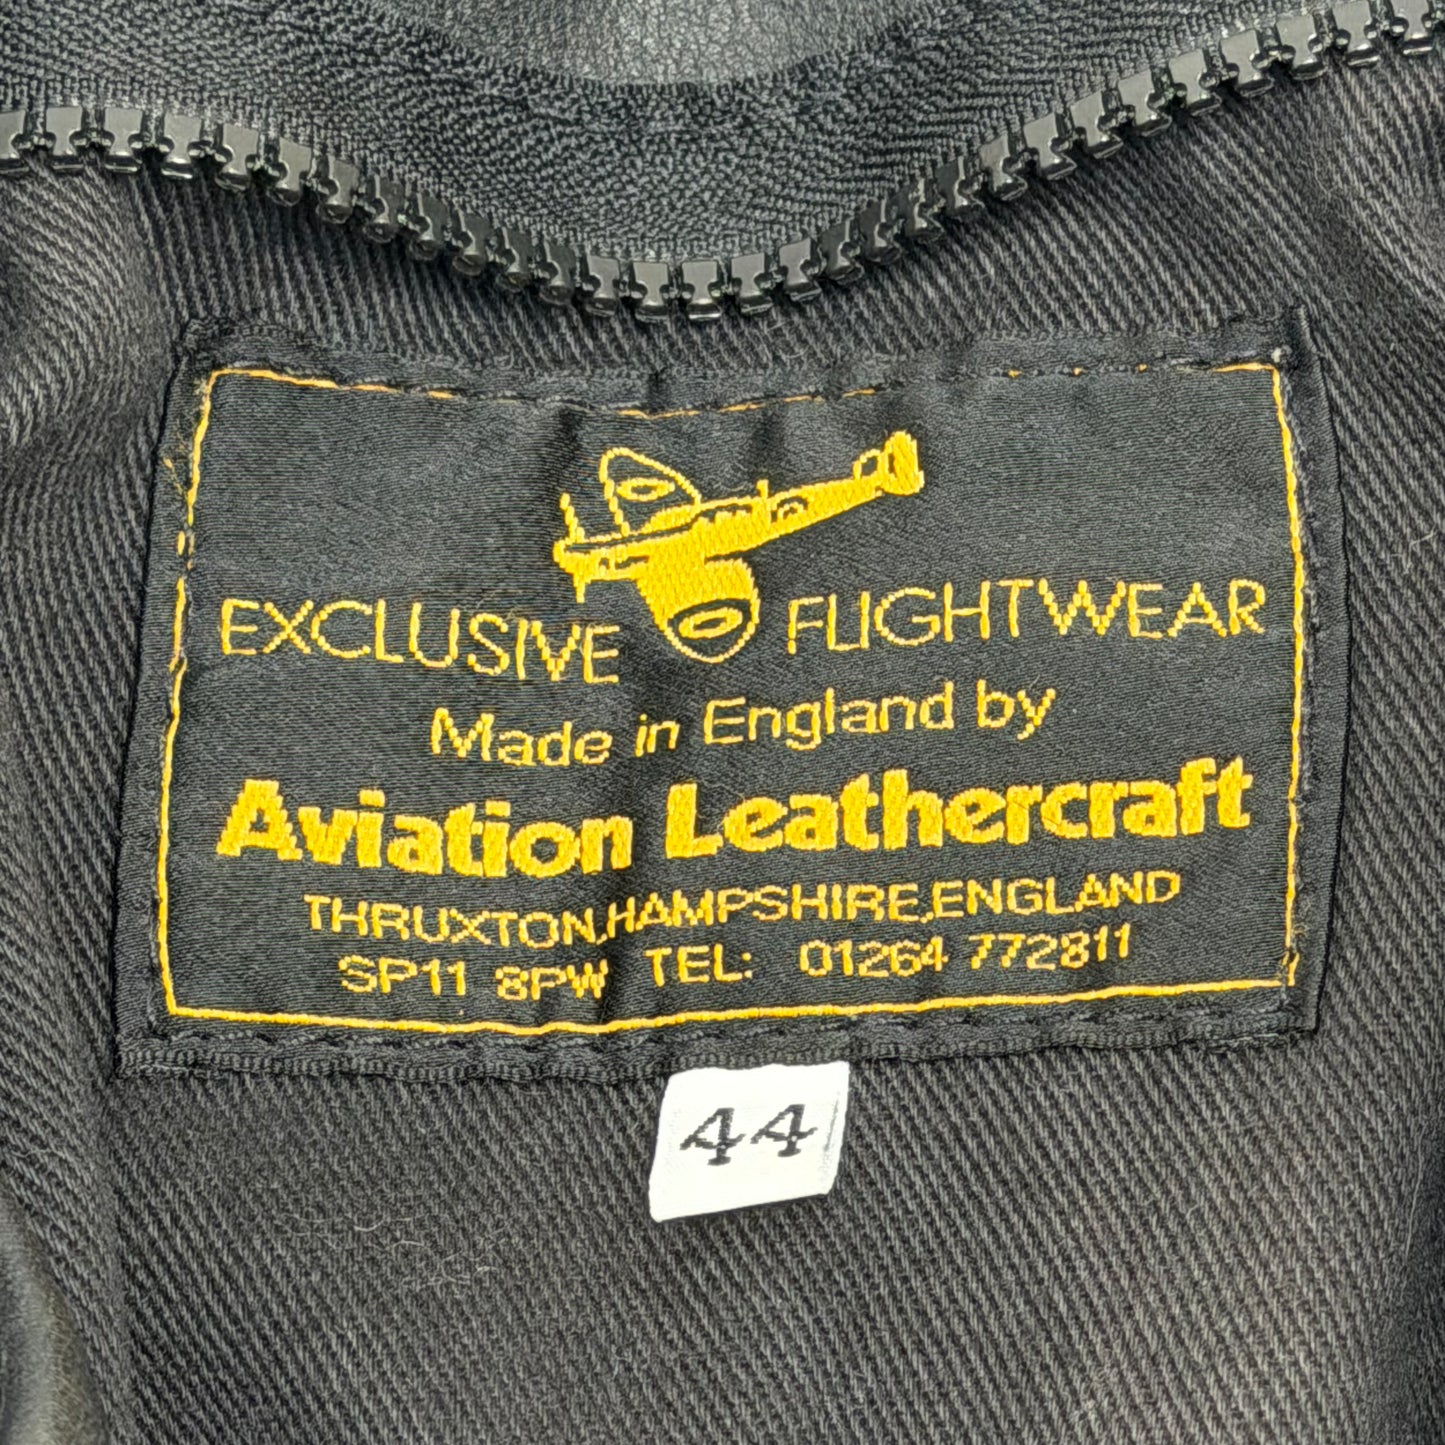 EXCLUSIVE FLIGHTWEAR
Made in England by
Aviation Leathercraft
THRUXTON,HAMPSHIRE,ENGLAND
SP11 8PW TEL: 01264 772811
44